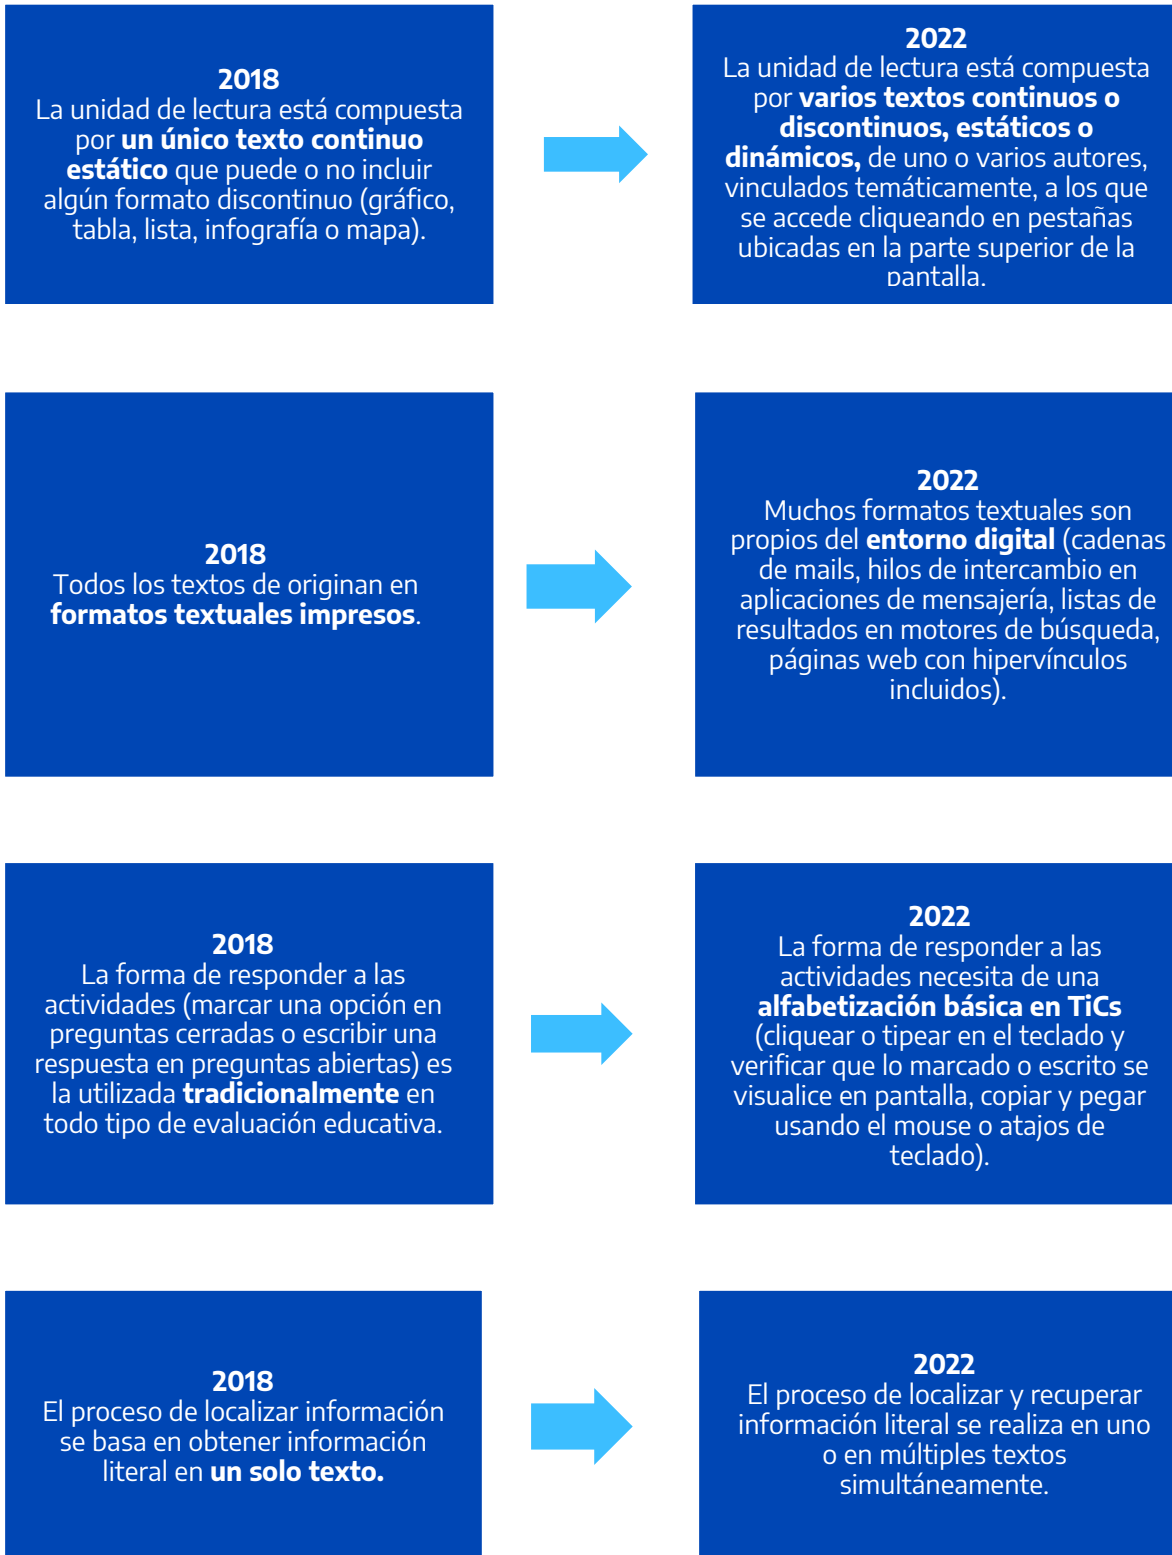 2018
La unidad de lectura está compuesta
por un único texto continuo
estático que puede o no incluir
algún formato discontinuo (gráfico,
tabla, lista, infografía o mapa).
2022
La unidad de lectura está compuesta
por varios textos continuos o
discontinuos, estáticos o
dinámicos, de uno o varios autores,
vinculados temáticamente, a los que
se accede cliqueando en pestañas
ubicadas en la parte superior de la
pantalla.
2018
Todos los textos de originan en
formatos textuales impresos.
2022
Muchos formatos textuales son
propios del entorno digital (cadenas
de mails, hilos de intercambio en
aplicaciones de mensajería, listas de
resultados en motores de búsqueda,
páginas web con hipervínculos
incluidos).
2018
La forma de responder a las
actividades (marcar una opción en
preguntas cerradas o escribir una
respuesta en preguntas abiertas) es
la utilizada tradicionalmente en
todo tipo de evaluación educativa.
2022
La forma de responder a las
actividades necesita de una
alfabetización básica en TiCs
(cliquear o tipear en el teclado y
verificar que lo marcado o escrito se
visualice en pantalla, copiar y pegar
usando el mouse o atajos de
teclado).
2018
El proceso de localizar información
se basa en obtener información
literal en un solo texto.
2022
El proceso de localizar y recuperar
información literal se realiza en uno
o en múltiples textos
simultáneamente.